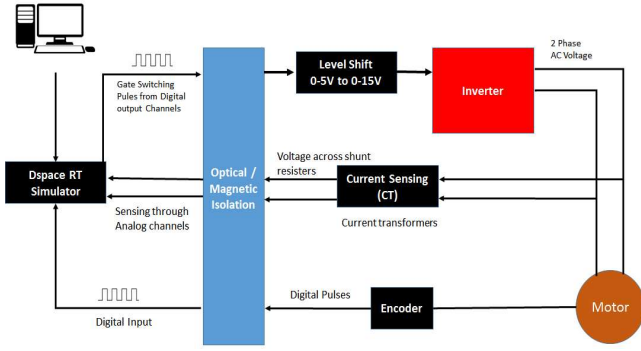 2 Phase
AC Voltage
Level Shift
0-5V to 0-15V
Inverter
Gate Switching
Pules from Digital
output Channels
Dspace RT
Simulator
Optical /
Magnetic
Isolation
Voltage across shunt
resisters
Current Sensing
(CT)
Sensing through
Analog channels
Current transformers
Digital Pulses
Encoder
Motor
Digital Input